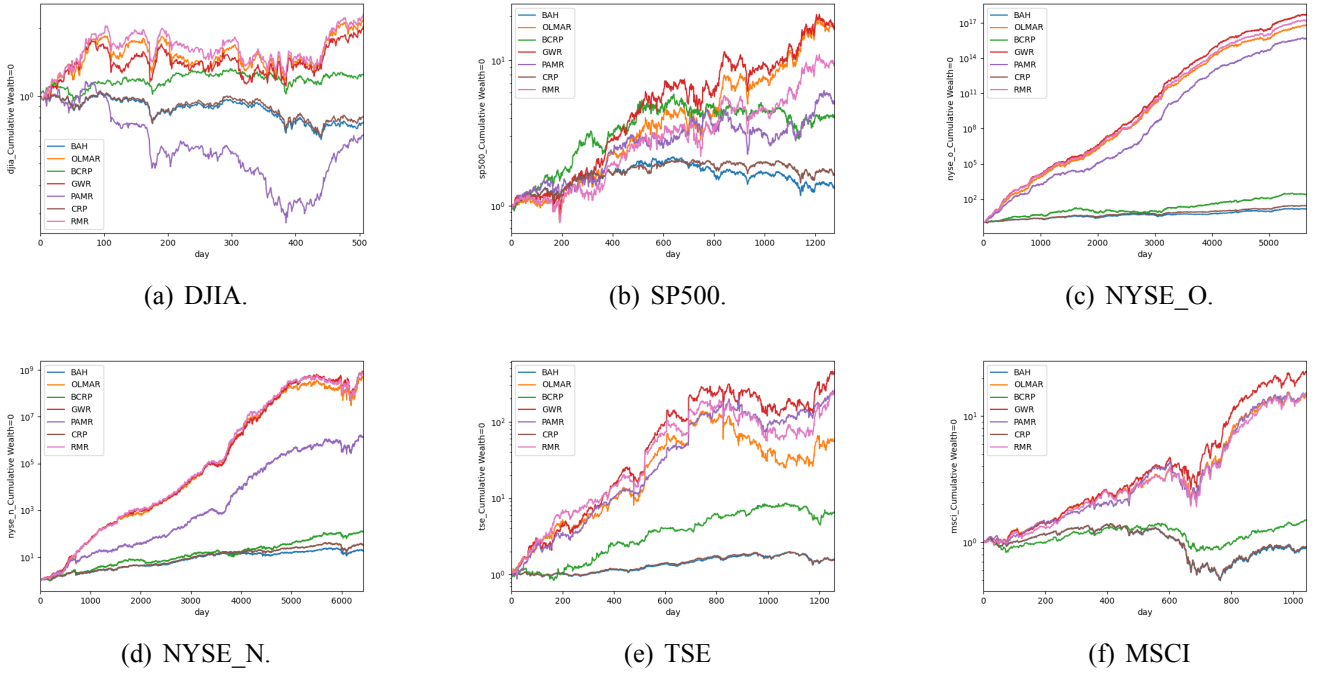 djia_Cumulative Wealth=0
10^0
BAH
OLMAR
BCRP
GWR
PAMR
CRP
RMR
0 100 200 300 400 500
day
(a) DJIA.
sp500_Cumulative Wealth=0
10^1
10^0
BAH
OLMAR
BCRP
GWR
PAMR
CRP
RMR
0 200 400 600 800 1000 1200
day
(b) SP500.
nyse_o_Cumulative Wealth=0
10^17
10^14
10^11
10^8
10^5
10^2
BAH
OLMAR
BCRP
GWR
PAMR
CRP
RMR
0 1000 2000 3000 4000 5000
day
(c) NYSE_O.
nyse_n_Cumulative Wealth=0
10^9
10^7
10^5
10^3
10^1
BAH
OLMAR
BCRP
GWR
PAMR
CRP
RMR
0 1000 2000 3000 4000 5000 6000
day
(d) NYSE_N.
tse_Cumulative Wealth=0
10^2
10^1
10^0
BAH
OLMAR
BCRP
GWR
PAMR
CRP
RMR
0 200 400 600 800 1000 1200
day
(e) TSE
msci_Cumulative Wealth=0
10^1
10^0
BAH
OLMAR
BCRP
GWR
PAMR
CRP
RMR
0 200 400 600 800 1000
day
(f) MSCI